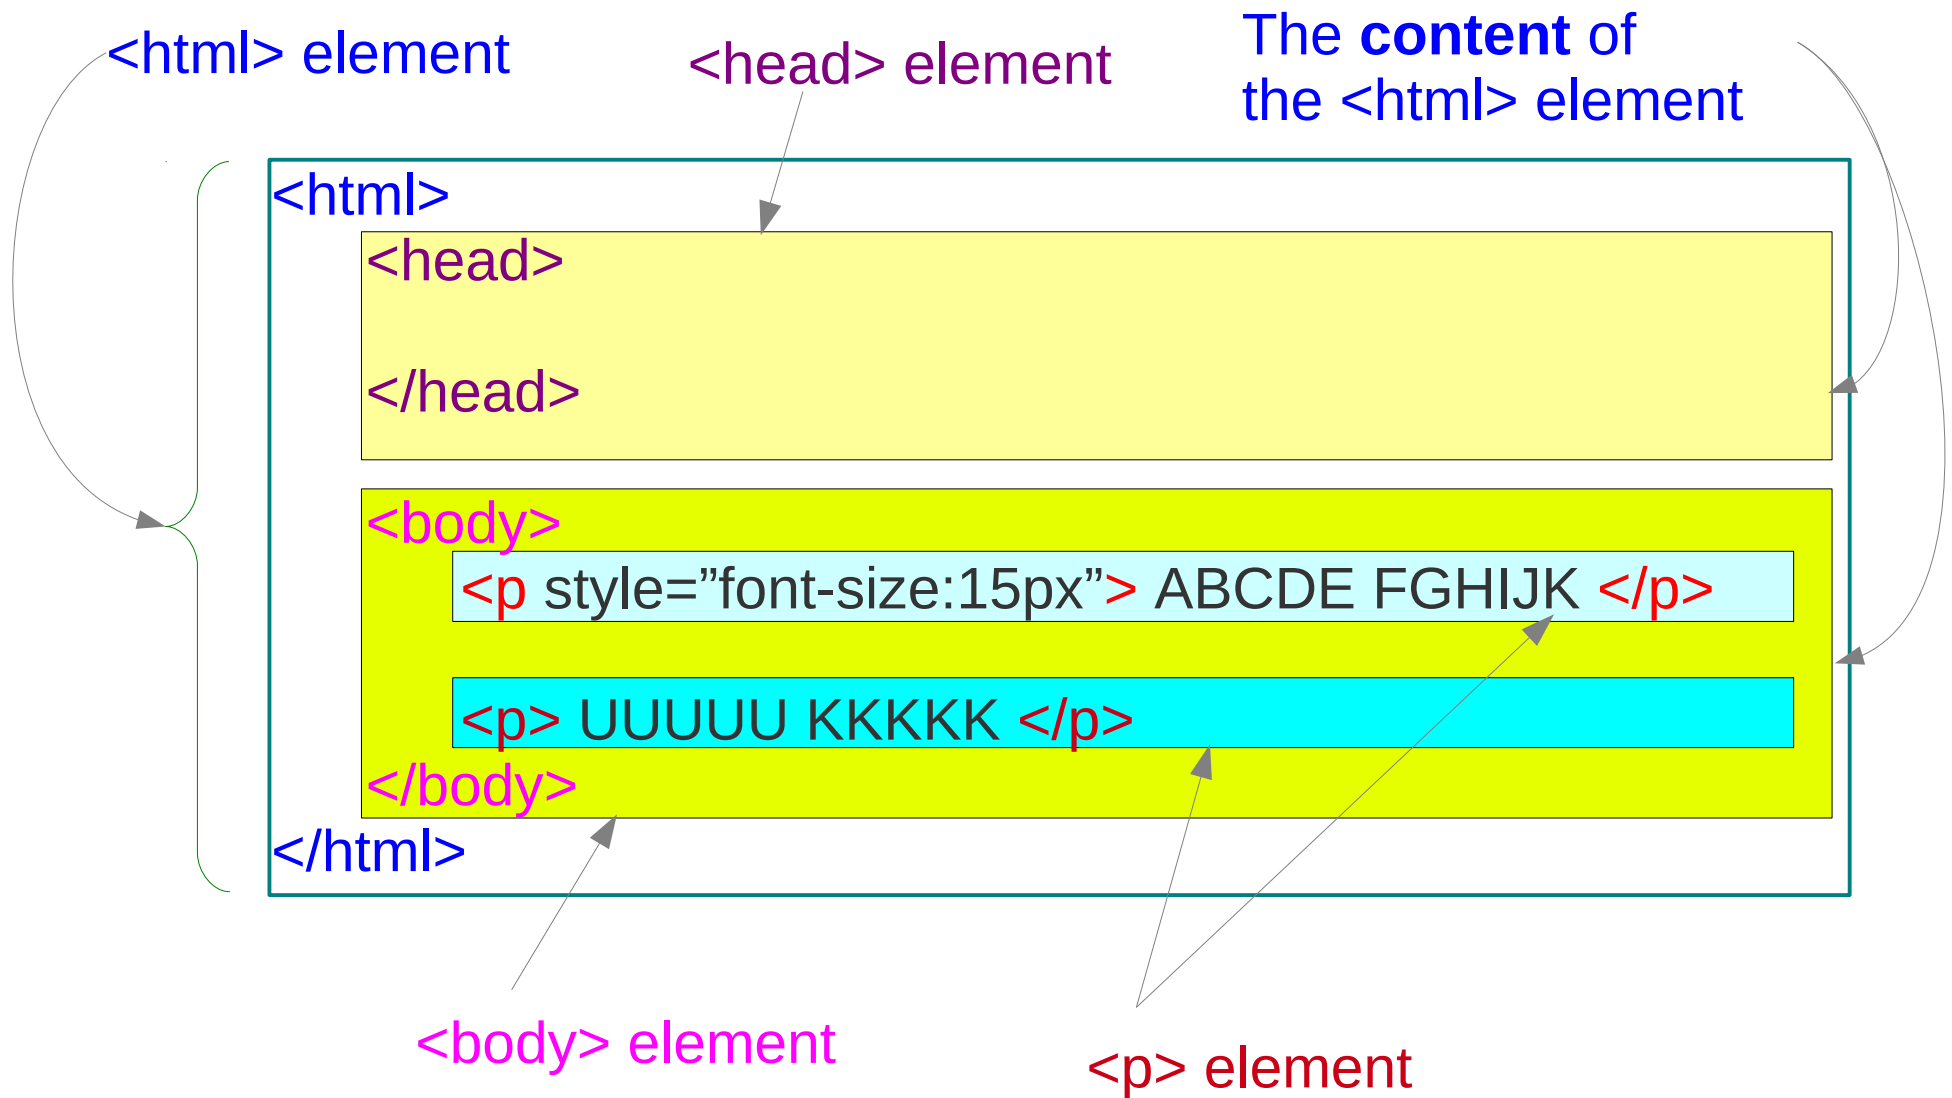 <html> element
<head> element
The content of
the <html> element
<html>
<head>
</head>
<body>
<p style=”font-size:15px”> ABCDE FGHIJK </p>
<p> UUUUU KKKKK </p>
</body>
</html>
<body> element
<p> element